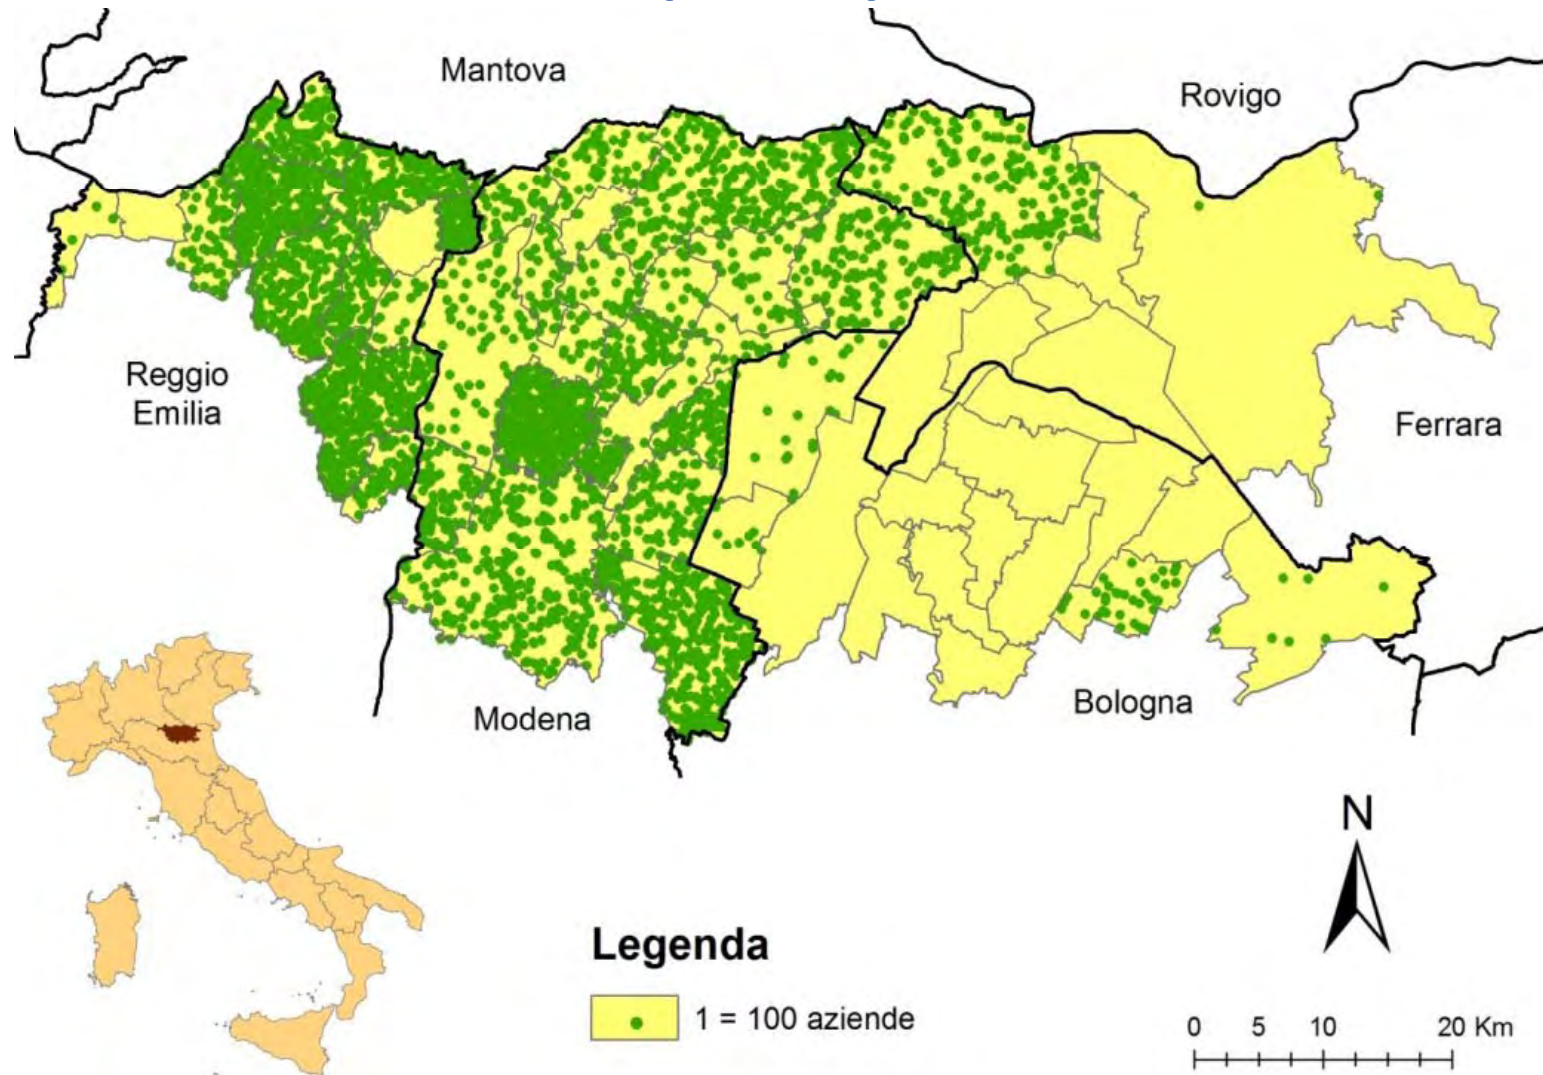 Mantova
Rovigo
Reggio
Emilia
Ferrara
Modena
Bologna
N
Legenda
1 = 100 aziende
0 5 10 20 Km